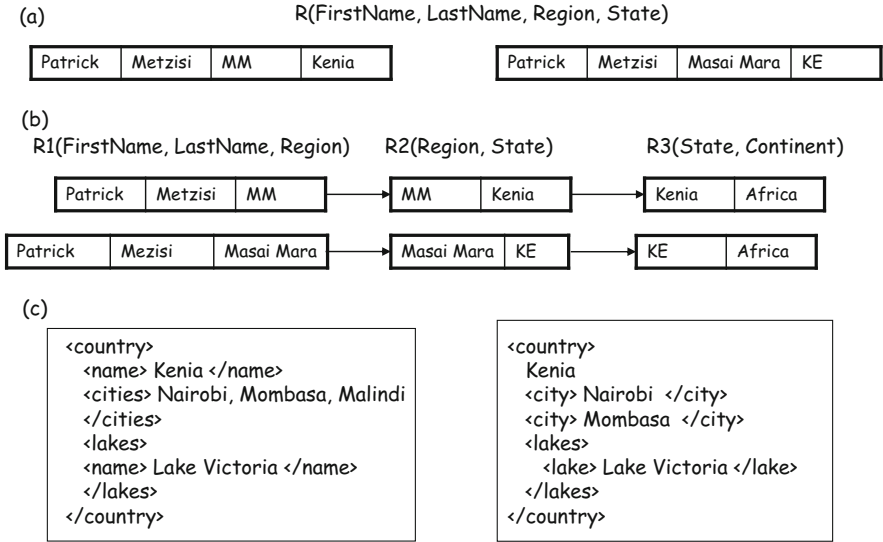 (a) R(FirstName, LastName, Region, State)
Patrick Metzisi MM Kenia Patrick Metzisi Masai Mara KE
(b)
R1(FirstName, LastName, Region) R2(Region, State) R3(State, Continent)
Patrick Metzisi MM MM Kenia Kenia Africa
Patrick Mezisi Masai Mara Masai Mara KE KE Africa
(c)
<country>
<name> Kenia </name>
<cities> Nairobi, Mombasa, Malindi
</cities>
<lakes>
<name> Lake Victoria </name>
</lakes>
</country>
<country>
Kenia
<city> Nairobi </city>
<city> Mombasa </city>
<lakes>
<lake> Lake Victoria </lake>
</lakes>
</country>